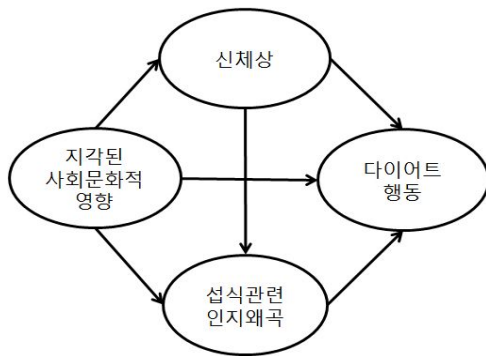 신체상
지각된
사회문화적
영향
다이어트
행동
섭식관련
인지왜곡